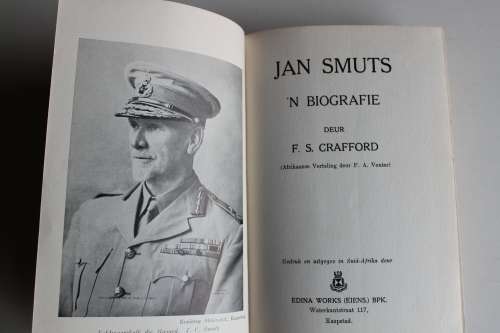 JAN SMUTS
'N BIOGRAFIE
DEUR
F. S. CRAFFORD
(Afrikaanse Vertaling deur F. A. Venter)
Gedruk en uitgegee in Suid-Afrika deur
EDINA WORKS (EIENS.) BPK.
Waterkantstraat 117,
Kaapstad.